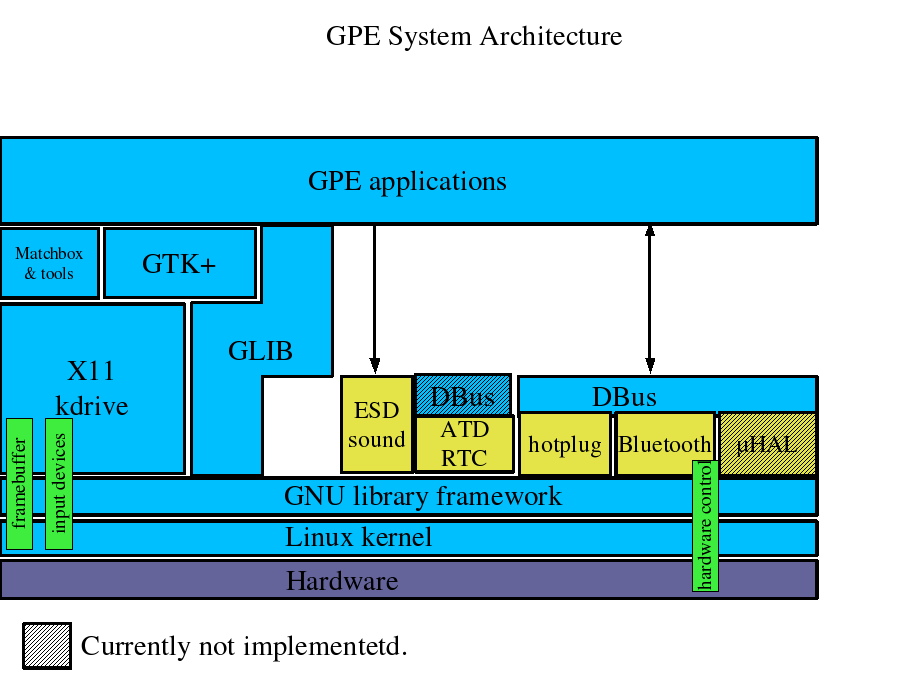 GPE System Architecture
GPE applications
Matchbox
& tools
GTK+
GLIB
X11
kdrive
ESD
sound
DBus
ATD
RTC
DBus
hotplug
Bluetooth
µHAL
framebuffer
input devices
hardware control
GNU library framework
Linux kernel
Hardware
Currently not implementetd.